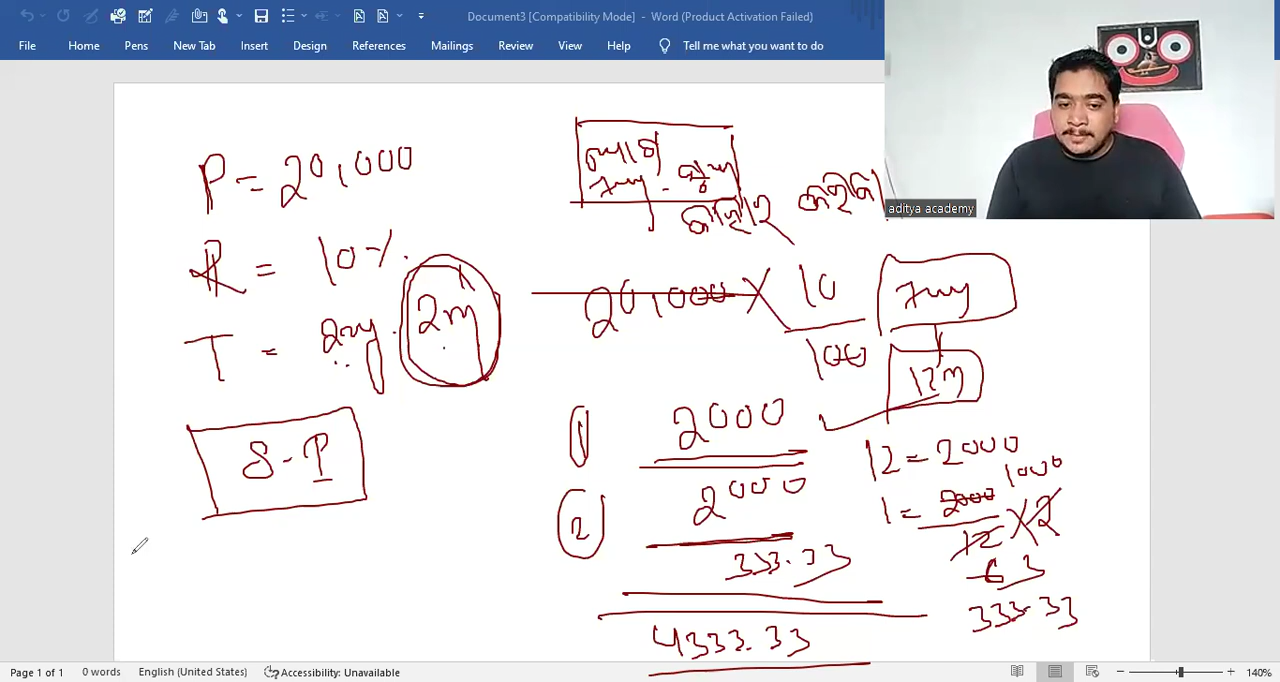 Document3 [Compatibility Mode] - Word (Product Activation Failed)
File Home Pens New Tab Insert Design References Mailings Review View Help Tell me what you want to do
aditya academy
P = 20,000
R = 10%.
T = 2my. 2m
S-P
20,000 X 10
100
12m
1 2000
2 2000
333.33
4333.33
12 = 2000
1000
1 = 2000 X 2
12
6 3
333.33
Page 1 of 1 0 words English (United States) Accessibility: Unavailable 140%